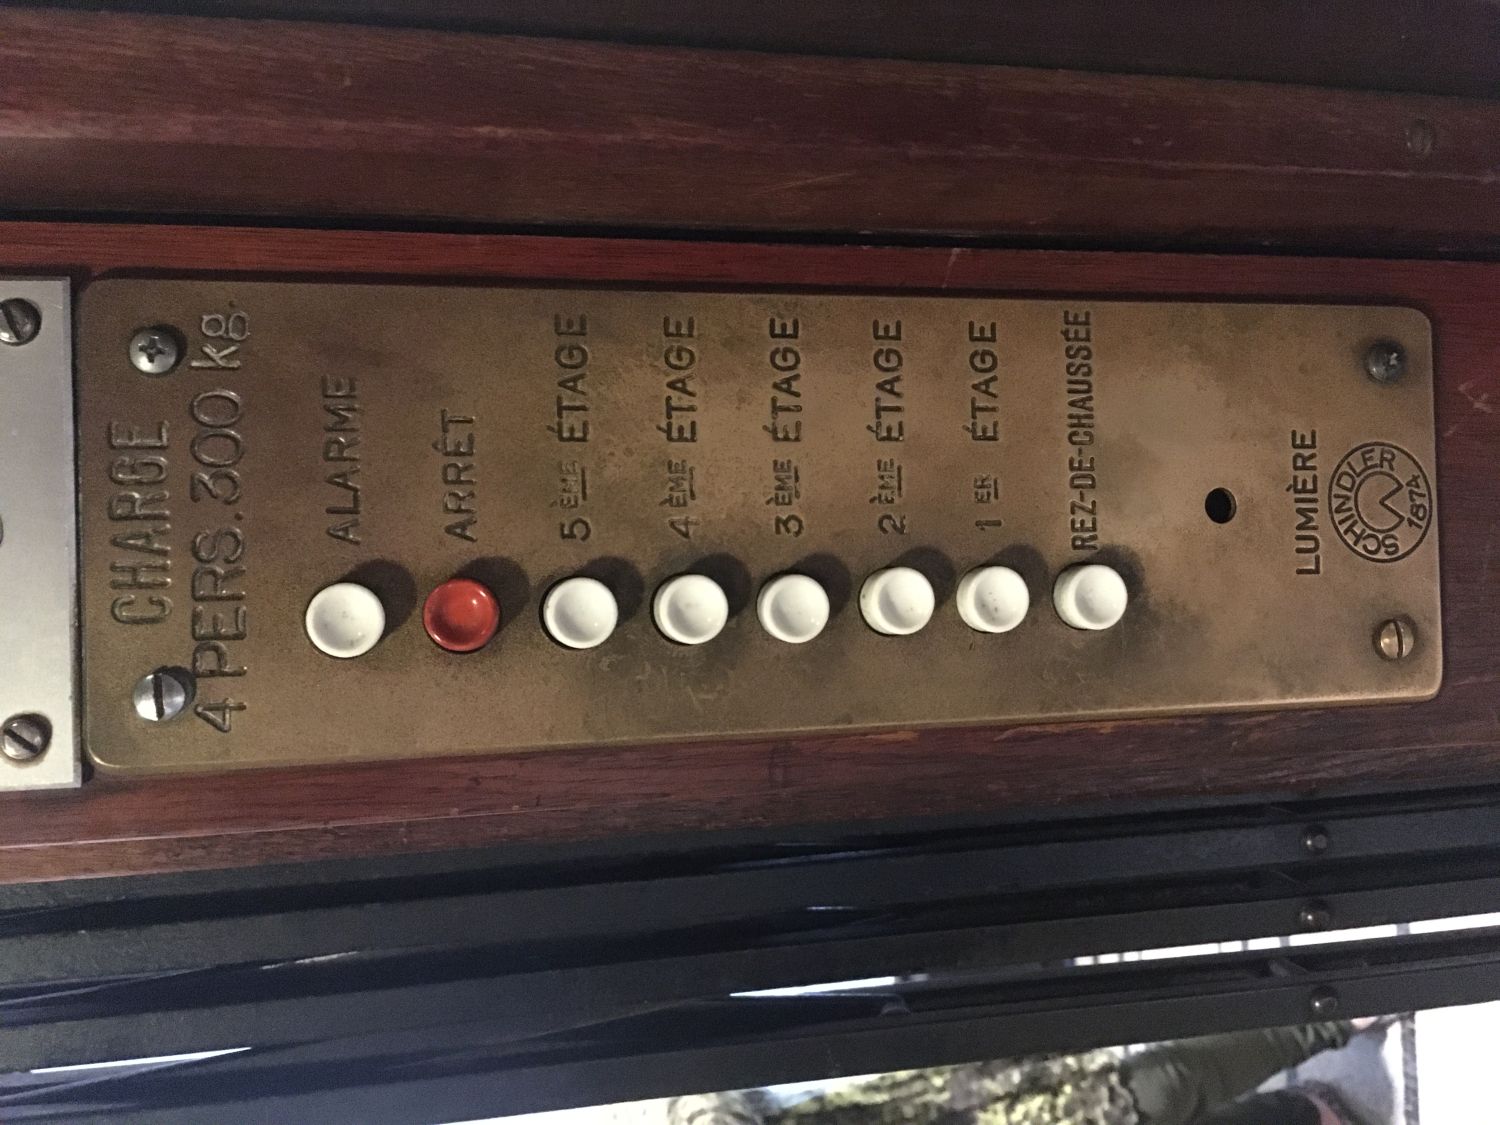 CHARGE
4 PERS. 300 kg.
ALARME
ARRÊT
5ÈME ÉTAGE
4ÈME ÉTAGE
3ÈME ÉTAGE
2ÈME ÉTAGE
1ER ÉTAGE
REZ-DE-CHAUSSÉE
LUMIÈRE
SCHINDLER
1874